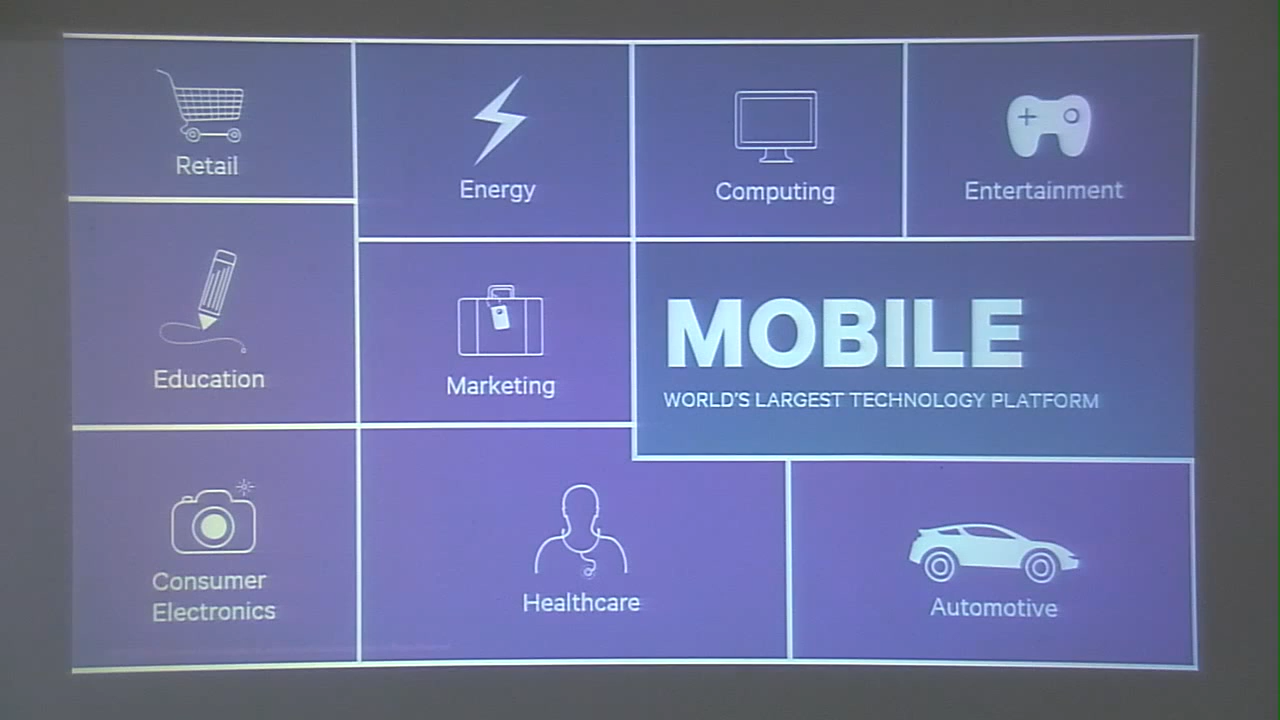 Retail
Energy
Computing
Entertainment
Education
Marketing
MOBILE
WORLD'S LARGEST TECHNOLOGY PLATFORM
Consumer
Electronics
Healthcare
Automotive